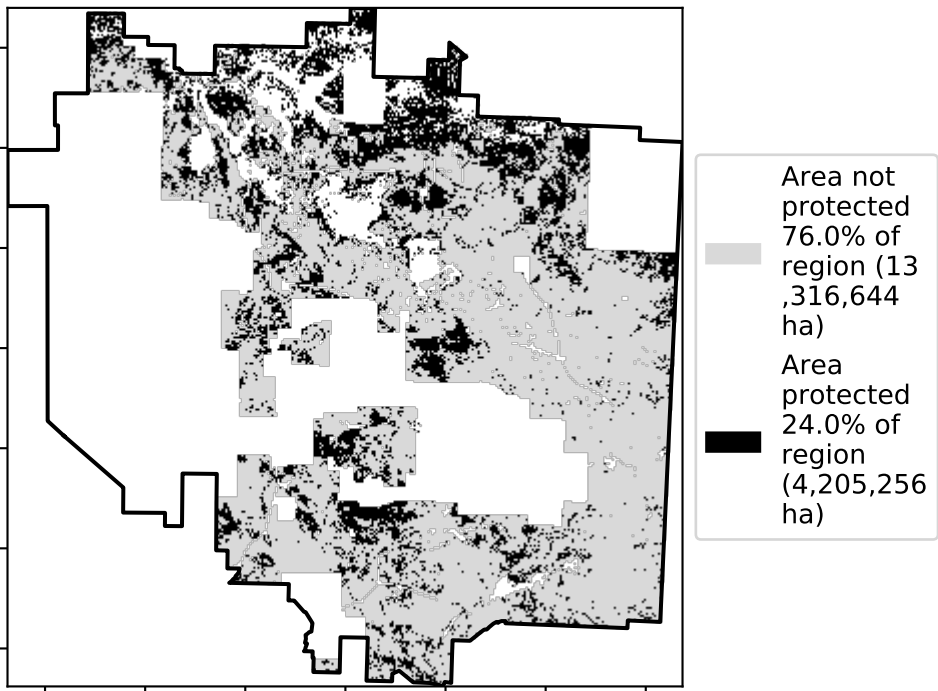 Area not
protected
76.0% of
region (13
,316,644
ha)
Area
protected
24.0% of
region
(4,205,256
ha)